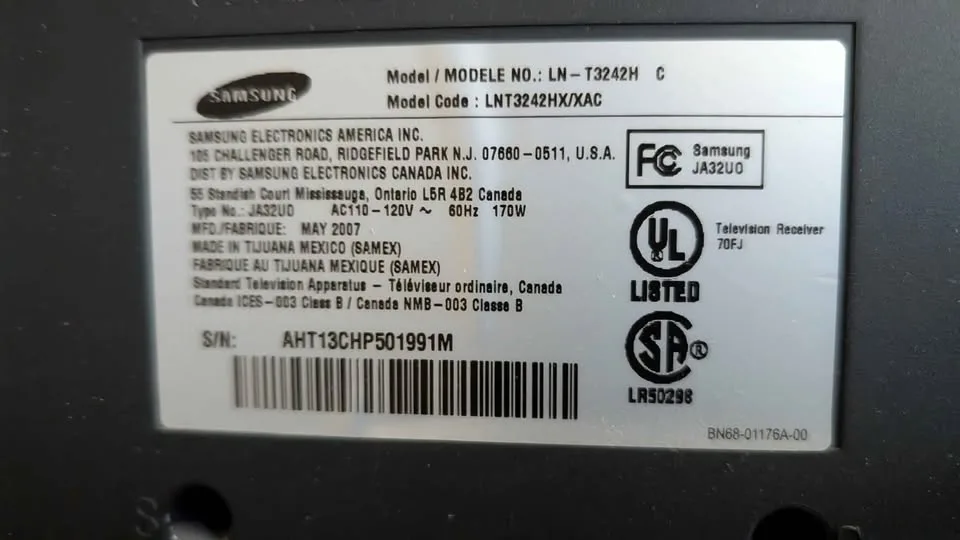 SAMSUNG
Model / MODELE NO.: LN-T3242H C
Model Code : LNT3242HX/XAC
SAMSUNG ELECTRONICS AMERICA INC.
105 CHALLENGER ROAD, RIDGEFIELD PARK N.J. 07660-0511, U.S.A.
DIST BY SAMSUNG ELECTRONICS CANADA INC.
55 Standish Court Mississauga, Ontario L5R 4B2 Canada
Type No.: JA32U0 AC110-120V ~ 60Hz 170W
MFD./FABRIQUE: MAY 2007
MADE IN TIJUANA MEXICO (SAMEX)
FABRIQUE AU TIJUANA MEXIQUE (SAMEX)
Standard Television Apparatus - Téléviseur ordinaire, Canada
Canada ICES-003 Class B / Canada NMB-003 Classe B
S/N: AHT13CHP501991M
FC Samsung
JA32U0
UL ® Television Receiver
70FJ
LISTED
SA ®
LR50298
BN68-01176A-00
S